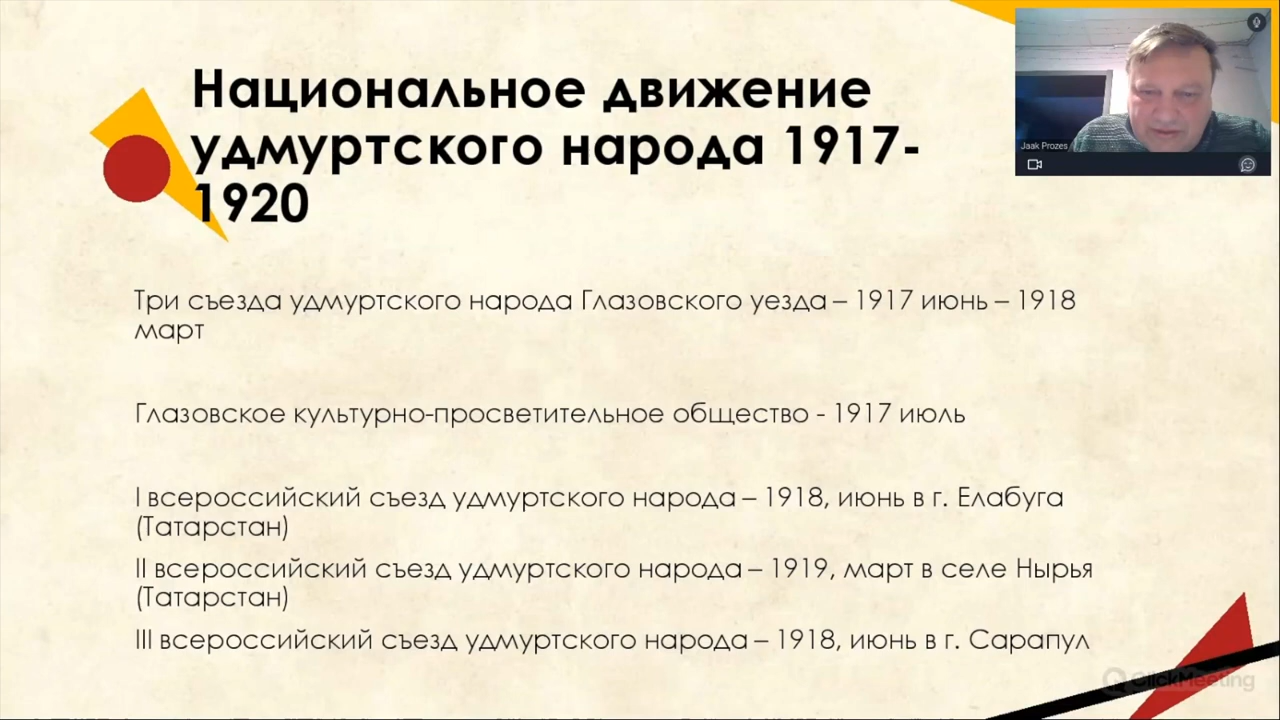 Национальное движение
удмуртского народа 1917-
1920
Jaak Prozes
Три съезда удмуртского народа Глазовского уезда – 1917 июнь – 1918
март
Глазовское культурно-просветительное общество - 1917 июль
I всероссийский съезд удмуртского народа – 1918, июнь в г. Елабуга
(Татарстан)
II всероссийский съезд удмуртского народа – 1919, март в селе Нырья
(Татарстан)
III всероссийский съезд удмуртского народа – 1918, июнь в г. Сарапул
ClickMeeting